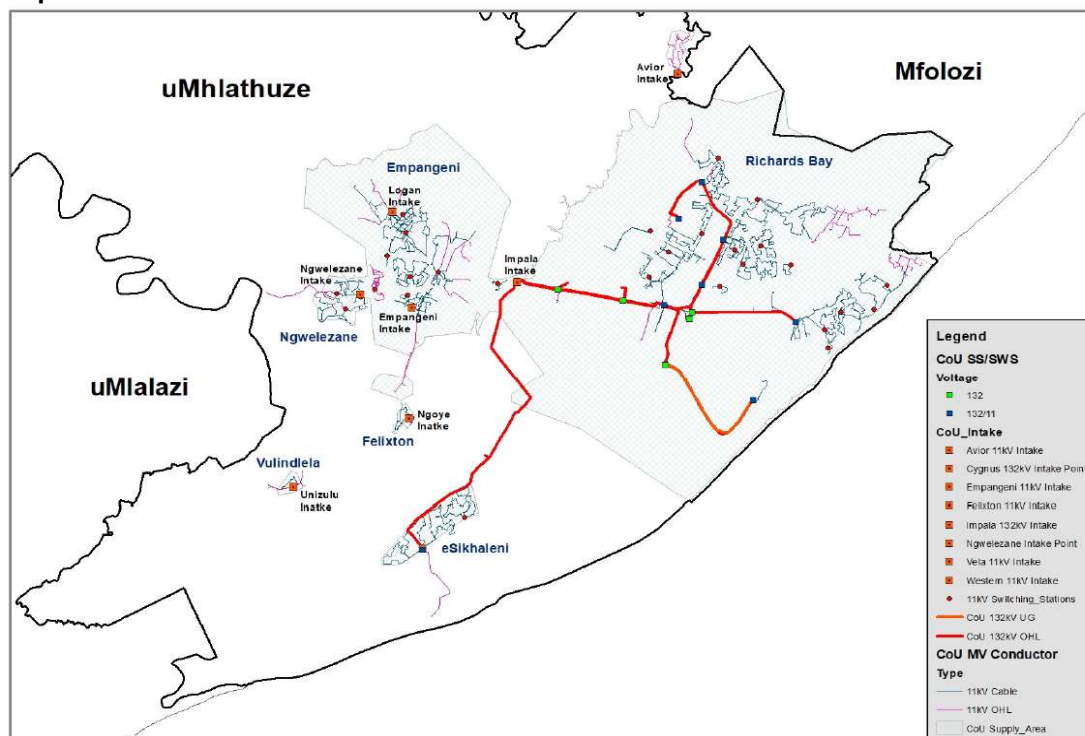 uMhlathuze
Avior
Intake
Mfolozi
Empangeni
Logan
Intake
Richards Bay
Impala
Intake
Ngwelezane
Intake
Empangeni
Intake
Ngwelezane
uMlalazi
Ngoye
Inatke
Felixton
Vulindlela
Unizulu
Inatke
eSikhaleni
Legend
CoU SS/SWS
Voltage
132
132/11
CoU_Intake
Avior 11kV Intake
Cygnus 132kV Intake Point
Empangeni 11kV Intake
Felixton 11kV Intake
Impala 132kV Intake
Ngwelezane Intake Point
Vela 11kV Intake
Western 11kV Intake
11kV Switching_Stations
CoU 132kV UG
CoU 132kV OHL
CoU MV Conductor
Type
11kV Cable
11kV OHL
CoU Supply_Area